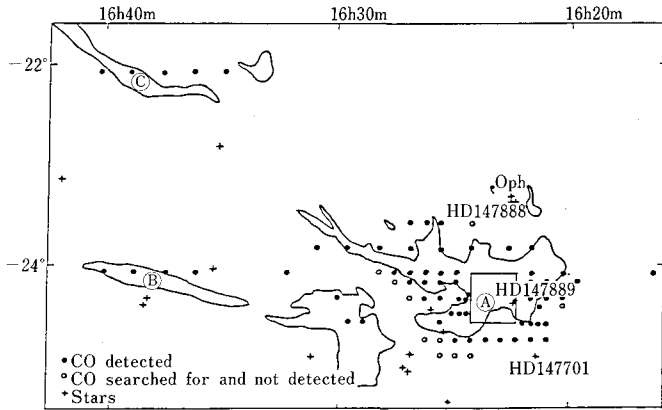 16h40m 16h30m 16h20m
−22°
Ⓒ
Oph
HD147888
−24°
Ⓑ
HD147889
Ⓐ
HD147701
• CO detected
∘ CO searched for and not detected
+ Stars